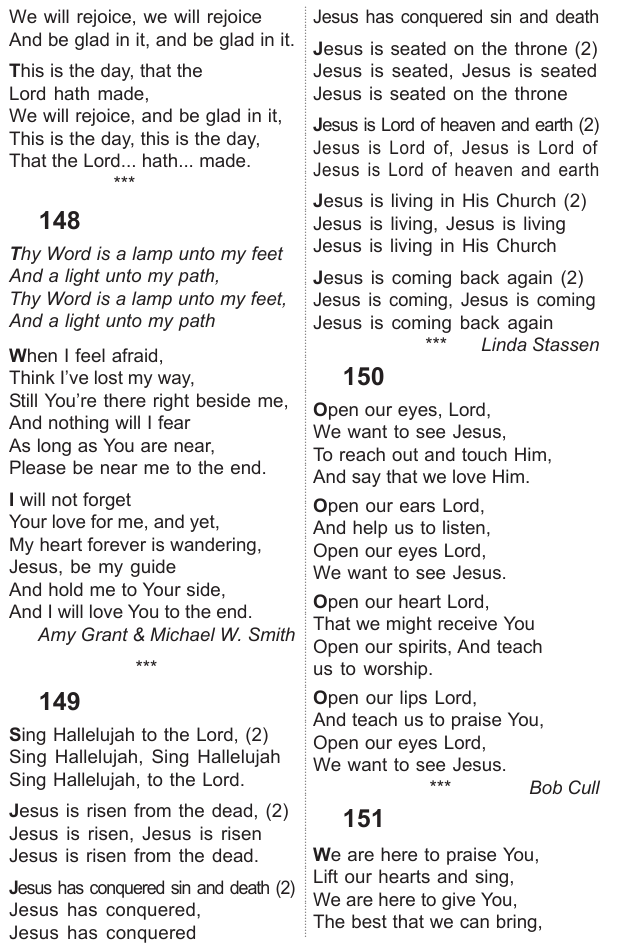 We will rejoice, we will rejoice
And be glad in it, and be glad in it.
This is the day, that the
Lord hath made,
We will rejoice, and be glad in it,
This is the day, this is the day,
That the Lord... hath... made.
***
148
Thy Word is a lamp unto my feet
And a light unto my path,
Thy Word is a lamp unto my feet,
And a light unto my path
When I feel afraid,
Think I've lost my way,
Still You're there right beside me,
And nothing will I fear
As long as You are near,
Please be near me to the end.
I will not forget
Your love for me, and yet,
My heart forever is wandering,
Jesus, be my guide
And hold me to Your side,
And I will love You to the end.
Amy Grant & Michael W. Smith
***
149
Sing Hallelujah to the Lord, (2)
Sing Hallelujah, Sing Hallelujah
Sing Hallelujah, to the Lord.
Jesus is risen from the dead, (2)
Jesus is risen, Jesus is risen
Jesus is risen from the dead.
Jesus has conquered sin and death (2)
Jesus has conquered,
Jesus has conquered
Jesus has conquered sin and death
Jesus is seated on the throne (2)
Jesus is seated, Jesus is seated
Jesus is seated on the throne
Jesus is Lord of heaven and earth (2)
Jesus is Lord of, Jesus is Lord of
Jesus is Lord of heaven and earth
Jesus is living in His Church (2)
Jesus is living, Jesus is living
Jesus is living in His Church
Jesus is coming back again (2)
Jesus is coming, Jesus is coming
Jesus is coming back again
*** Linda Stassen
150
Open our eyes, Lord,
We want to see Jesus,
To reach out and touch Him,
And say that we love Him.
Open our ears Lord,
And help us to listen,
Open our eyes Lord,
We want to see Jesus.
Open our heart Lord,
That we might receive You
Open our spirits, And teach
us to worship.
Open our lips Lord,
And teach us to praise You,
Open our eyes Lord,
We want to see Jesus.
*** Bob Cull
151
We are here to praise You,
Lift our hearts and sing,
We are here to give You,
The best that we can bring,